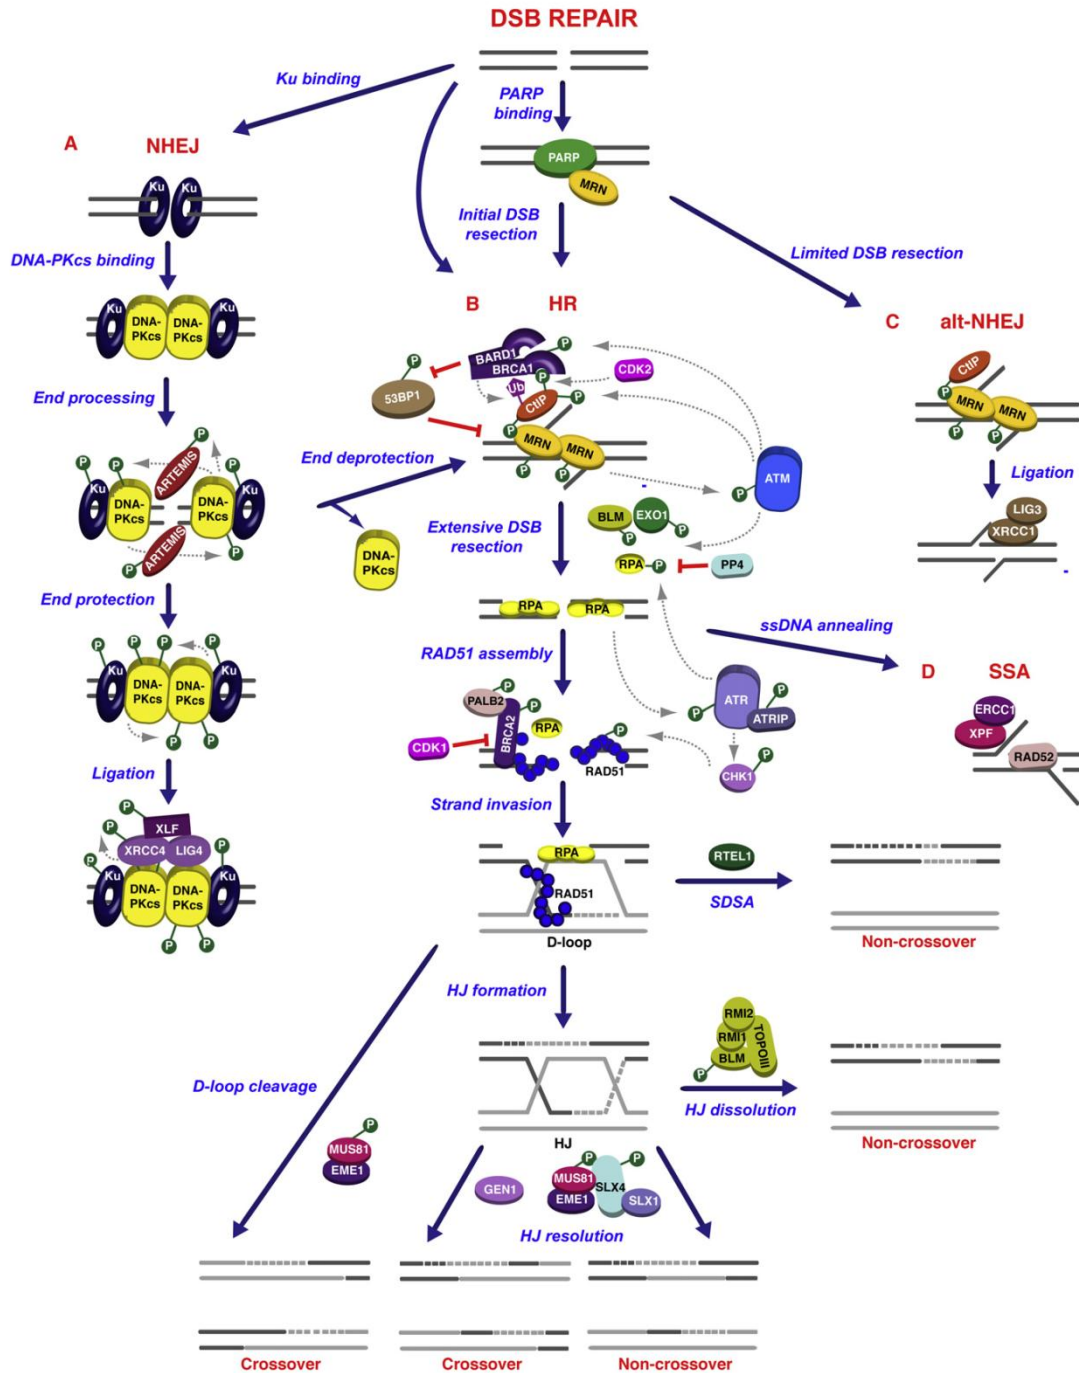 DSB REPAIR
Ku binding
PARP
binding
A
NHEJ
Ku
Ku
PARP
MRN
DNA-PKcs binding
Initial DSB
resection
Limited DSB resection
Ku
DNA-
PKcs
DNA-
PKcs
Ku
B
HR
C
alt-NHEJ
End processing
P
BARD1
P
BRCA1
CDK2
53BP1
Ub
P
CtIP
P
P
MRN
MRN
P
P
CtIP
P
MRN
MRN
P
P
P
P
P
Ku
ARTEMIS
DNA-
PKcs
DNA-
PKcs
Ku
P
P
ARTEMIS
End deprotection
DNA-
PKcs
ATM
P
Ligation
LIG3
XRCC1
Extensive DSB
resection
BLM
P
EXO1
P
RPA
P
PP4
End protection
RPA
RPA
ssDNA annealing
P
P
P
P
Ku
DNA-
PKcs
DNA-
PKcs
Ku
P
P
RAD51 assembly
D
SSA
PALB2
P
P
BRCA2
RPA
CDK1
P
RAD51
ATR
P
P
ATRIP
CHK1
P
ERCC1
XPF
RAD52
Ligation
Strand invasion
P
XLF
P
XRCC4
LIG4
P
P
Ku
DNA-
PKcs
DNA-
PKcs
Ku
P
P
RPA
RAD51
D-loop
RTEL1
SDSA
Non-crossover
HJ formation
RMI2
RMI1
BLM
TOPOIII
P
D-loop cleavage
HJ dissolution
Non-crossover
HJ
P
MUS81
EME1
GEN1
P
MUS81
EME1
SLX4
P
SLX1
HJ resolution
Crossover
Crossover
Non-crossover